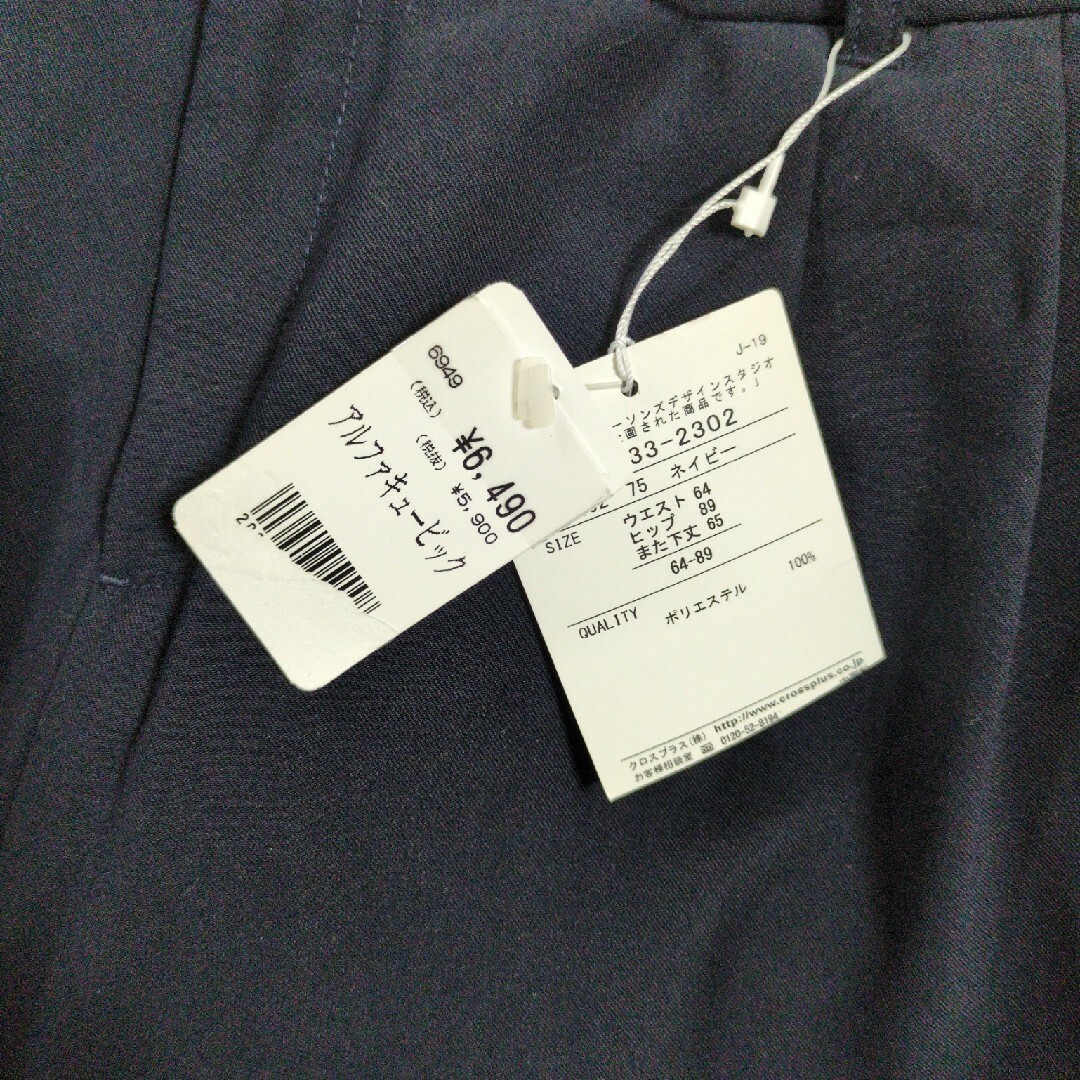 6949
(税込) ¥6,490
(税抜) ¥5,900
アルファキュービック
J-19
ソンズデザインスタジオ
画された商品です。」
33-2302
75 ネイビー
SIZE
ウエスト 64
ヒップ 89
また下丈 65
64-89
QUALITY
ポリエステル 100%
クロスプラス(株) http://www.crossplus.co.jp
お客様相談室 0120-52-8194